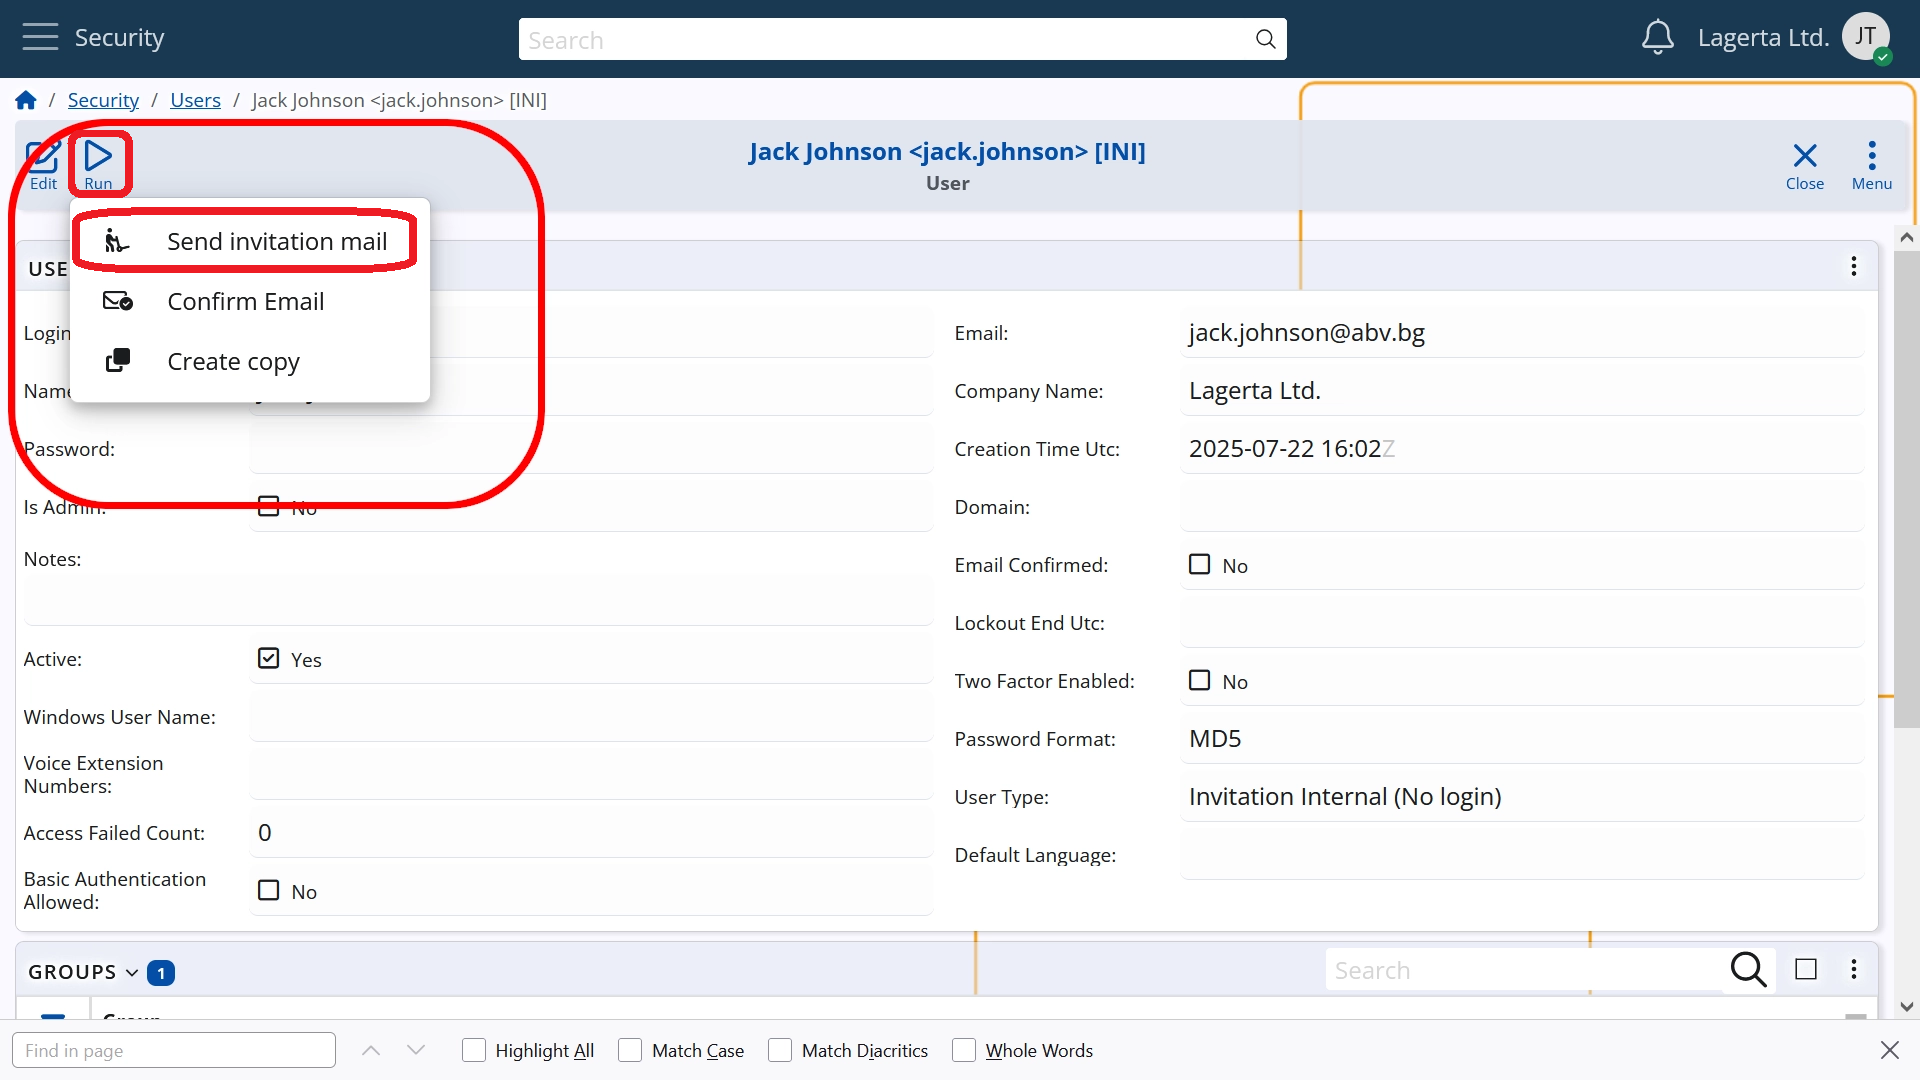 Security
Search
Lagerta Ltd.
JT
/ Security / Users / Jack Johnson <jack.johnson> [INI]
Edit
Run
Jack Johnson <jack.johnson> [INI]
User
Close
Menu
Send invitation mail
Confirm Email
Create copy
USE
Login
Name
Password:
Is Admin:
No
Notes:
Active:
Yes
Windows User Name:
Voice Extension
Numbers:
Access Failed Count:
0
Basic Authentication
Allowed:
No
Email:
jack.johnson@abv.bg
Company Name:
Lagerta Ltd.
Creation Time Utc:
2025-07-22 16:02Z
Domain:
Email Confirmed:
No
Lockout End Utc:
Two Factor Enabled:
No
Password Format:
MD5
User Type:
Invitation Internal (No login)
Default Language:
GROUPS
1
Search
Group
Find in page
Highlight All
Match Case
Match Diacritics
Whole Words